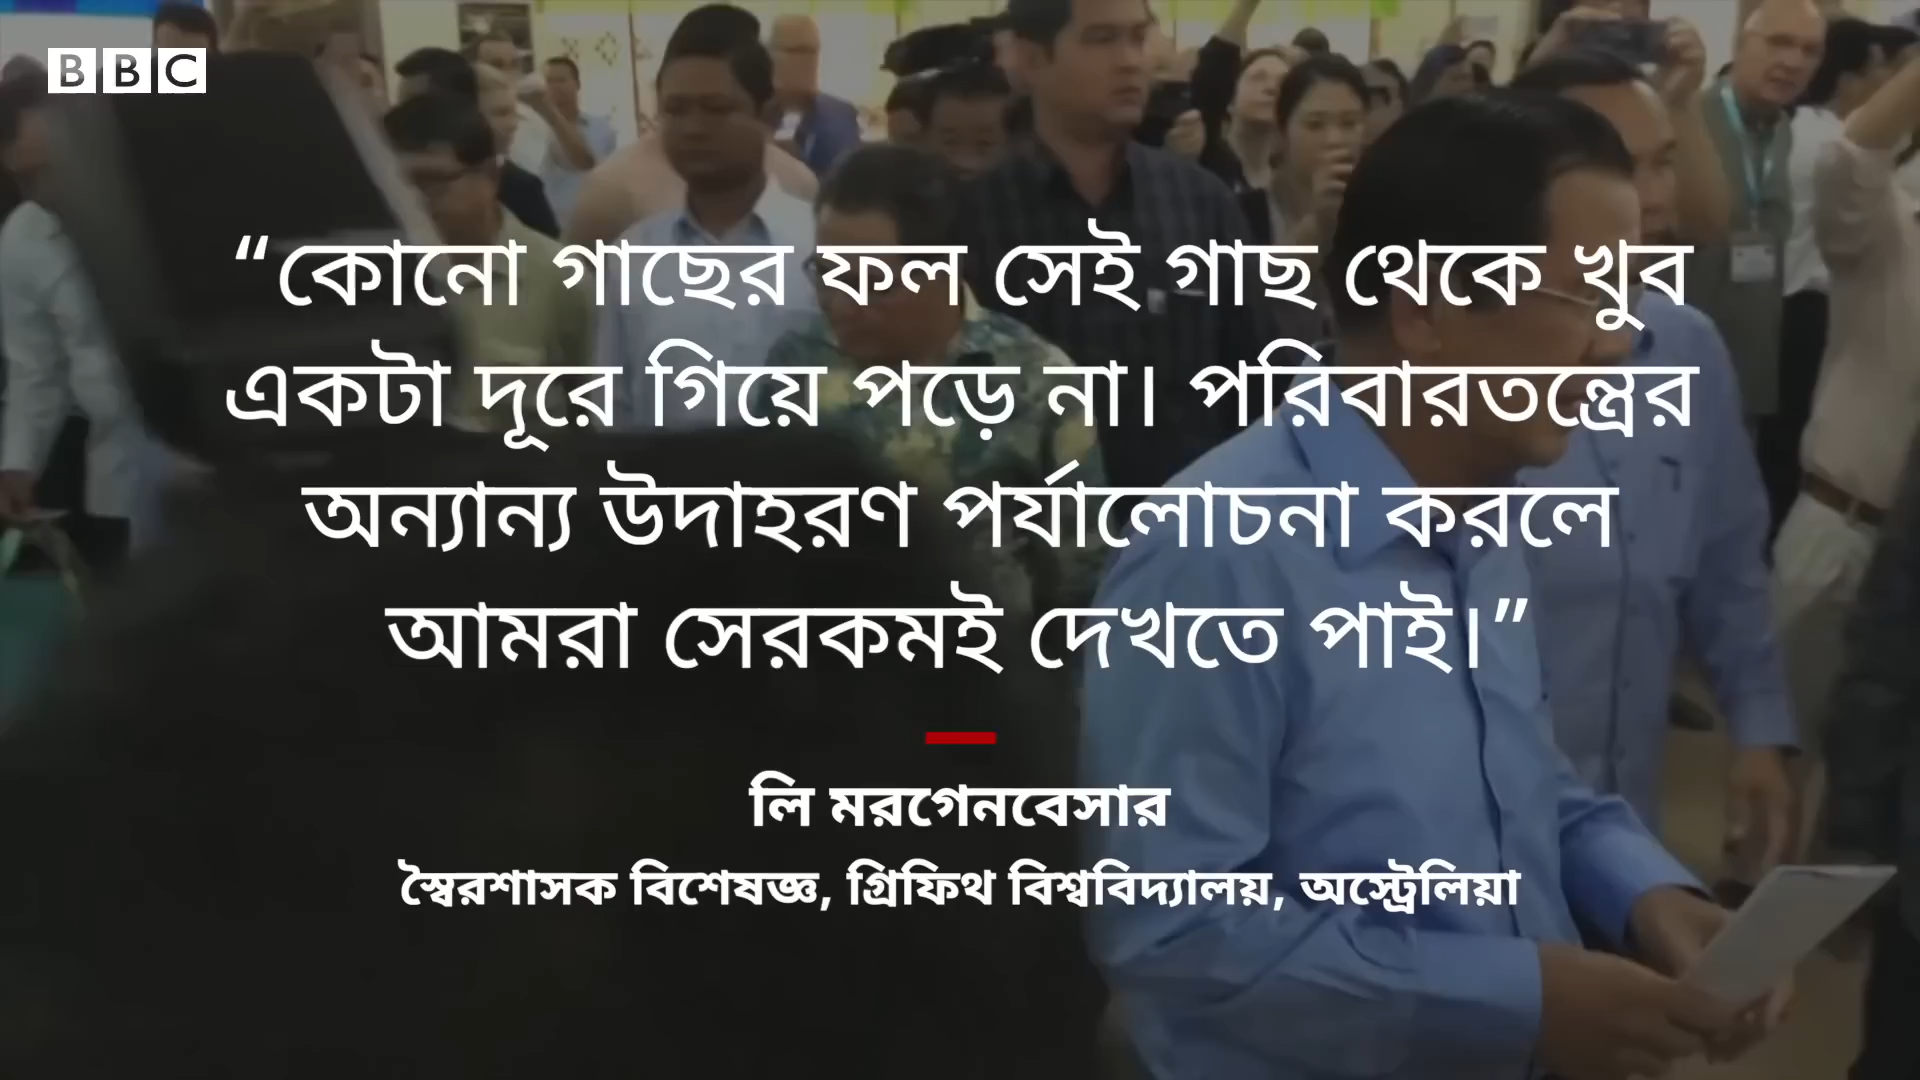 BBC
“কোনো গাছের ফল সেই গাছ থেকে খুব
একটা দূরে গিয়ে পড়ে না। পরিবারতন্ত্রের
অন্যান্য উদাহরণ পর্যালোচনা করলে
আমরা সেরকমই দেখতে পাই।”
লি মরগেনবেসার
স্বৈরশাসক বিশেষজ্ঞ, গ্রিফিথ বিশ্ববিদ্যালয়, অস্ট্রেলিয়া